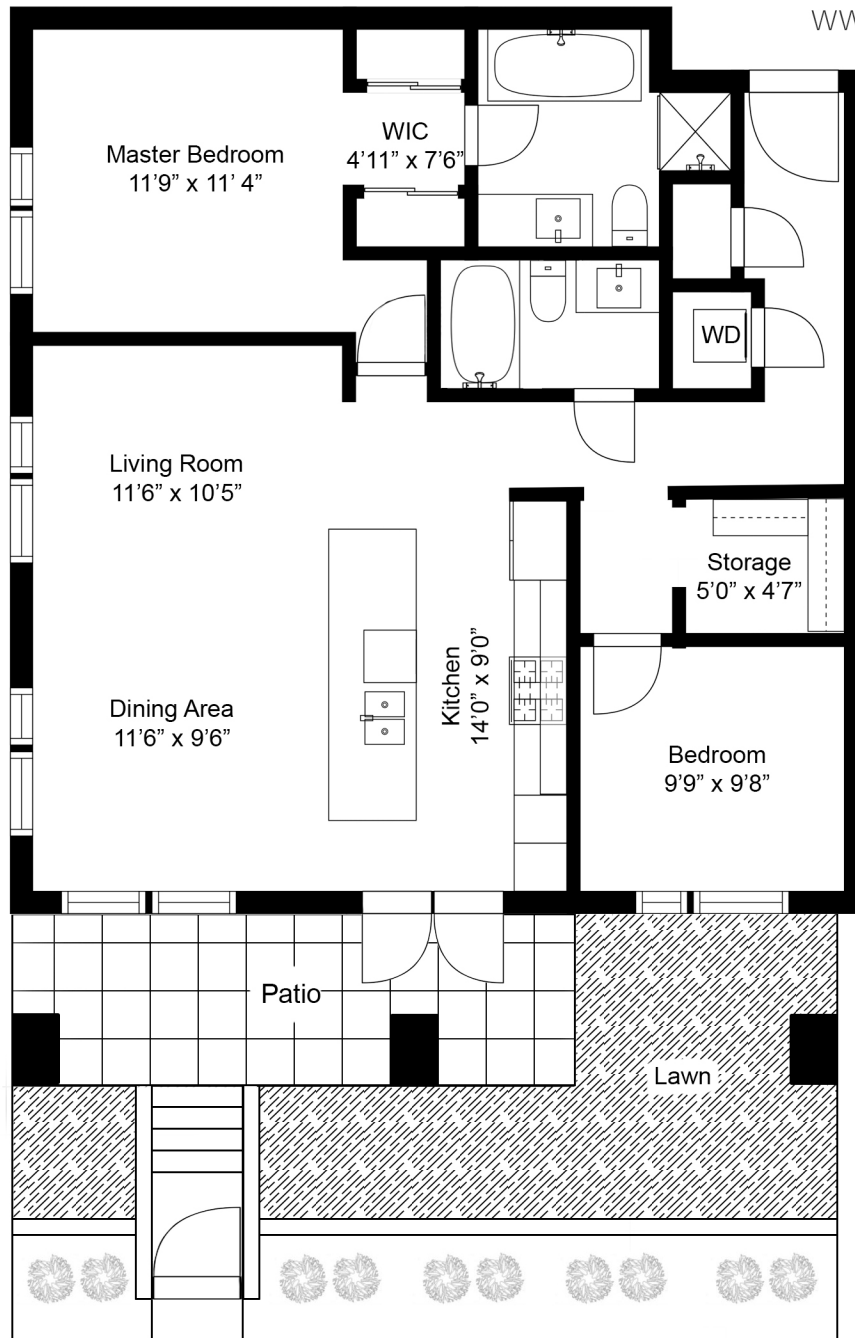 WW
Master Bedroom
11’9” x 11’ 4”
WIC
4’11” x 7’6”
WD
Living Room
11’6” x 10’5”
Storage
5’0” x 4’7”
Kitchen
14’0” x 9’0”
Dining Area
11’6” x 9’6”
Bedroom
9’9” x 9’8”
Patio
Lawn